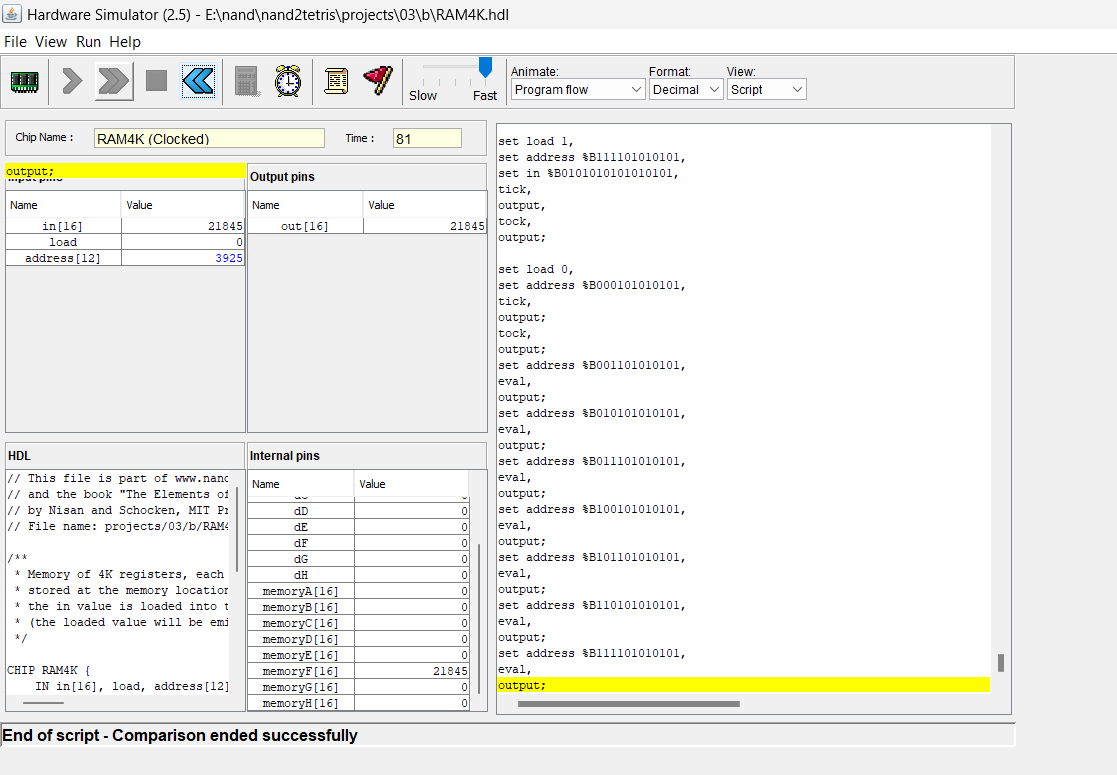 Hardware Simulator (2.5) - E:\nand\nand2tetris\projects\03\b\RAM4K.hdl
File View Run Help
Slow Fast
Animate: Format: View:
Program flow Decimal Script
Chip Name : RAM4K (Clocked) Time : 81
output;
Input pins
Name Value
in[16] 21845
load 0
address[12] 3925
Output pins
Name Value
out[16] 21845
HDL
// This file is part of www.nand
// and the book "The Elements of
// by Nisan and Schocken, MIT Pr
// File name: projects/03/b/RAM4
/**
* Memory of 4K registers, each
* stored at the memory location
* the in value is loaded into t
* (the loaded value will be emi
*/
CHIP RAM4K {
IN in[16], load, address[12]
Internal pins
Name Value
0
dD 0
dE 0
dF 0
dG 0
dH 0
memoryA[16] 0
memoryB[16] 0
memoryC[16] 0
memoryD[16] 0
memoryE[16] 0
memoryF[16] 21845
memoryG[16] 0
memoryH[16] 0
set load 1,
set address %B111101010101,
set in %B0101010101010101,
tick,
output,
tock,
output;
set load 0,
set address %B000101010101,
tick,
output;
tock,
output;
set address %B001101010101,
eval,
output;
set address %B010101010101,
eval,
output;
set address %B011101010101,
eval,
output;
set address %B100101010101,
eval,
output;
set address %B101101010101,
eval,
output;
set address %B110101010101,
eval,
output;
set address %B111101010101,
eval,
output;
End of script - Comparison ended successfully